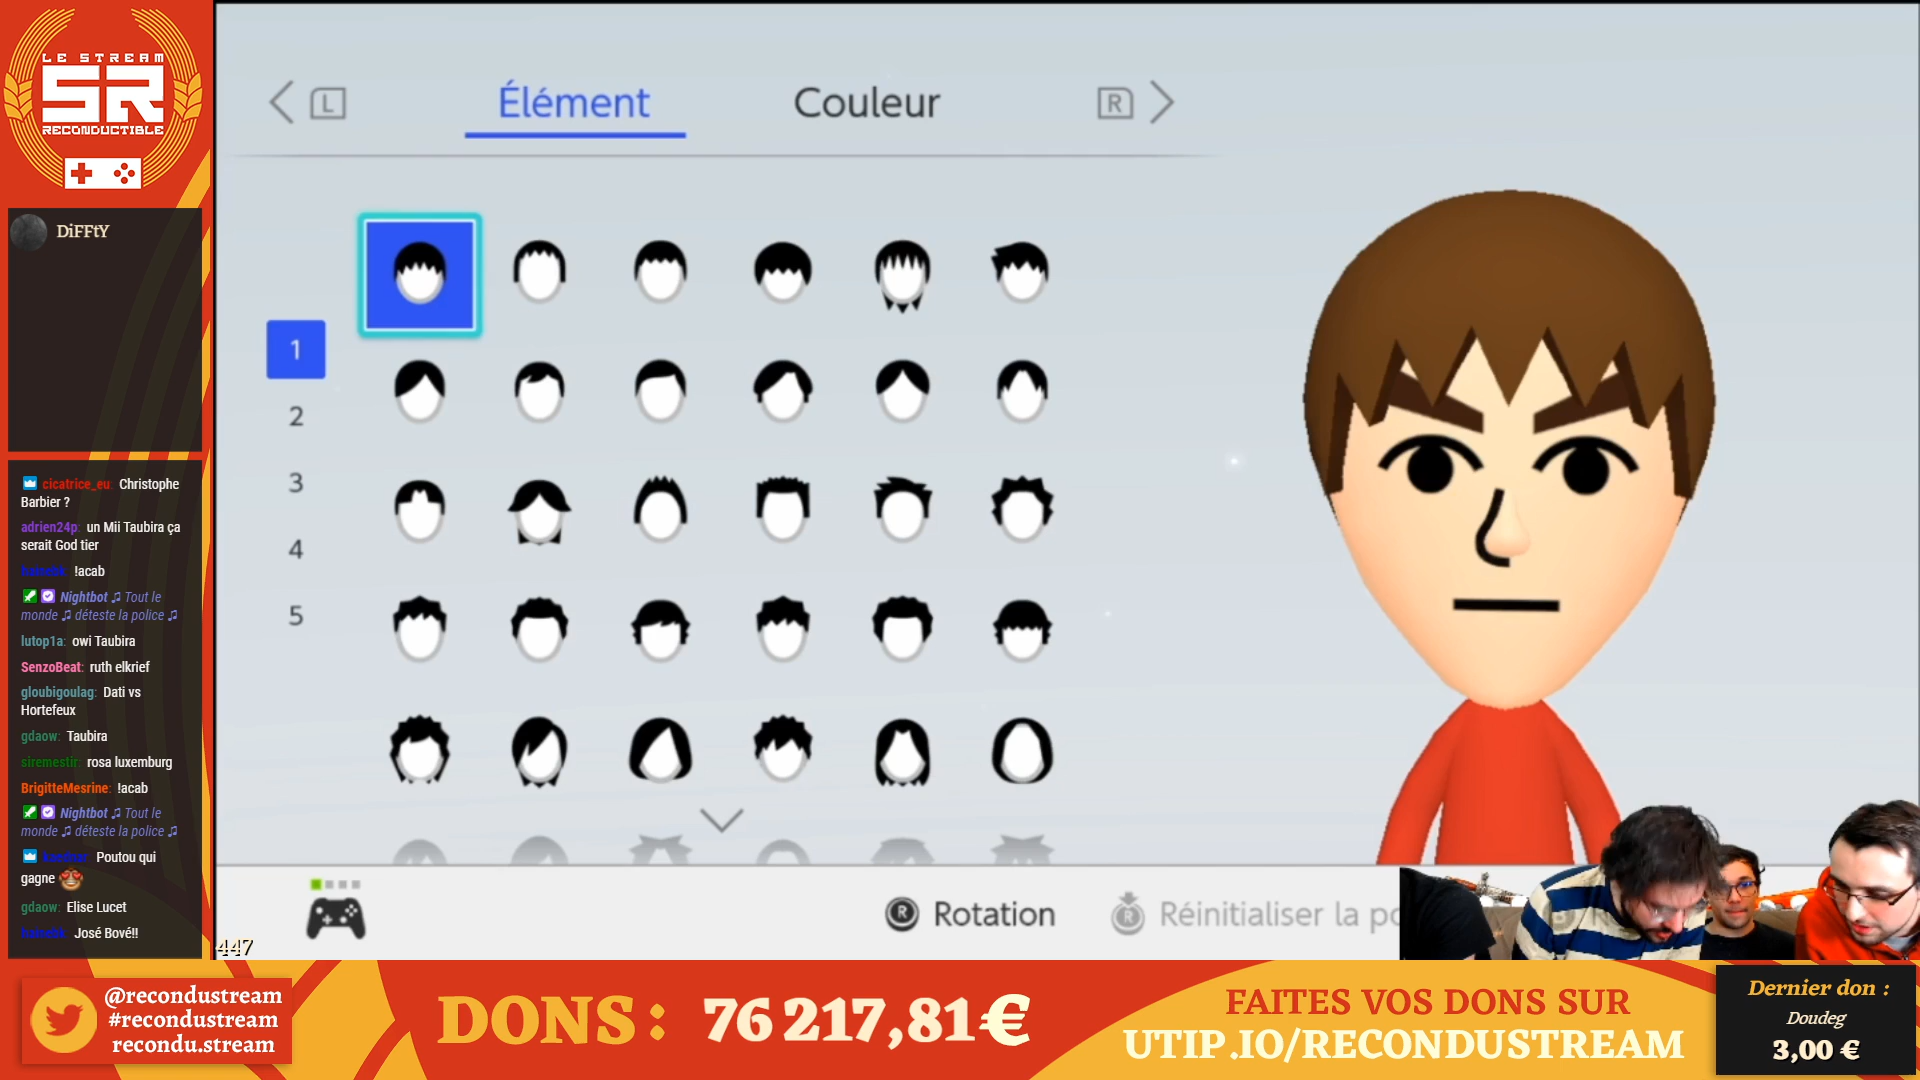 LE STREAM
SR
RECONDUCTIBLE
DiFFtY
cicatrice_eu: Christophe
Barbier ?
adrien24p: un Mii Taubira ça
serait God tier
!acab
Nightbot ♫ Tout le
monde ♫ déteste la police ♫
lutop1a: owi Taubira
SenzoBeat: ruth elkrief
gloubigoulag: Dati vs
Hortefeux
gdaow: Taubira
siremestir: rosa luxemburg
BrigitteMesrine: !acab
Nightbot ♫ Tout le
monde ♫ déteste la police ♫
Poutou qui
gagne
gdaow: Elise Lucet
José Bové!!
L
Élément
Couleur
R
1
2
3
4
5
R Rotation
R Réinitialiser la po
447
@recondustream
#recondustream
recondu.stream
DONS : 76 217,81€
FAITES VOS DONS SUR
UTIP.IO/RECONDUSTREAM
Dernier don :
Doudeg
3,00 €